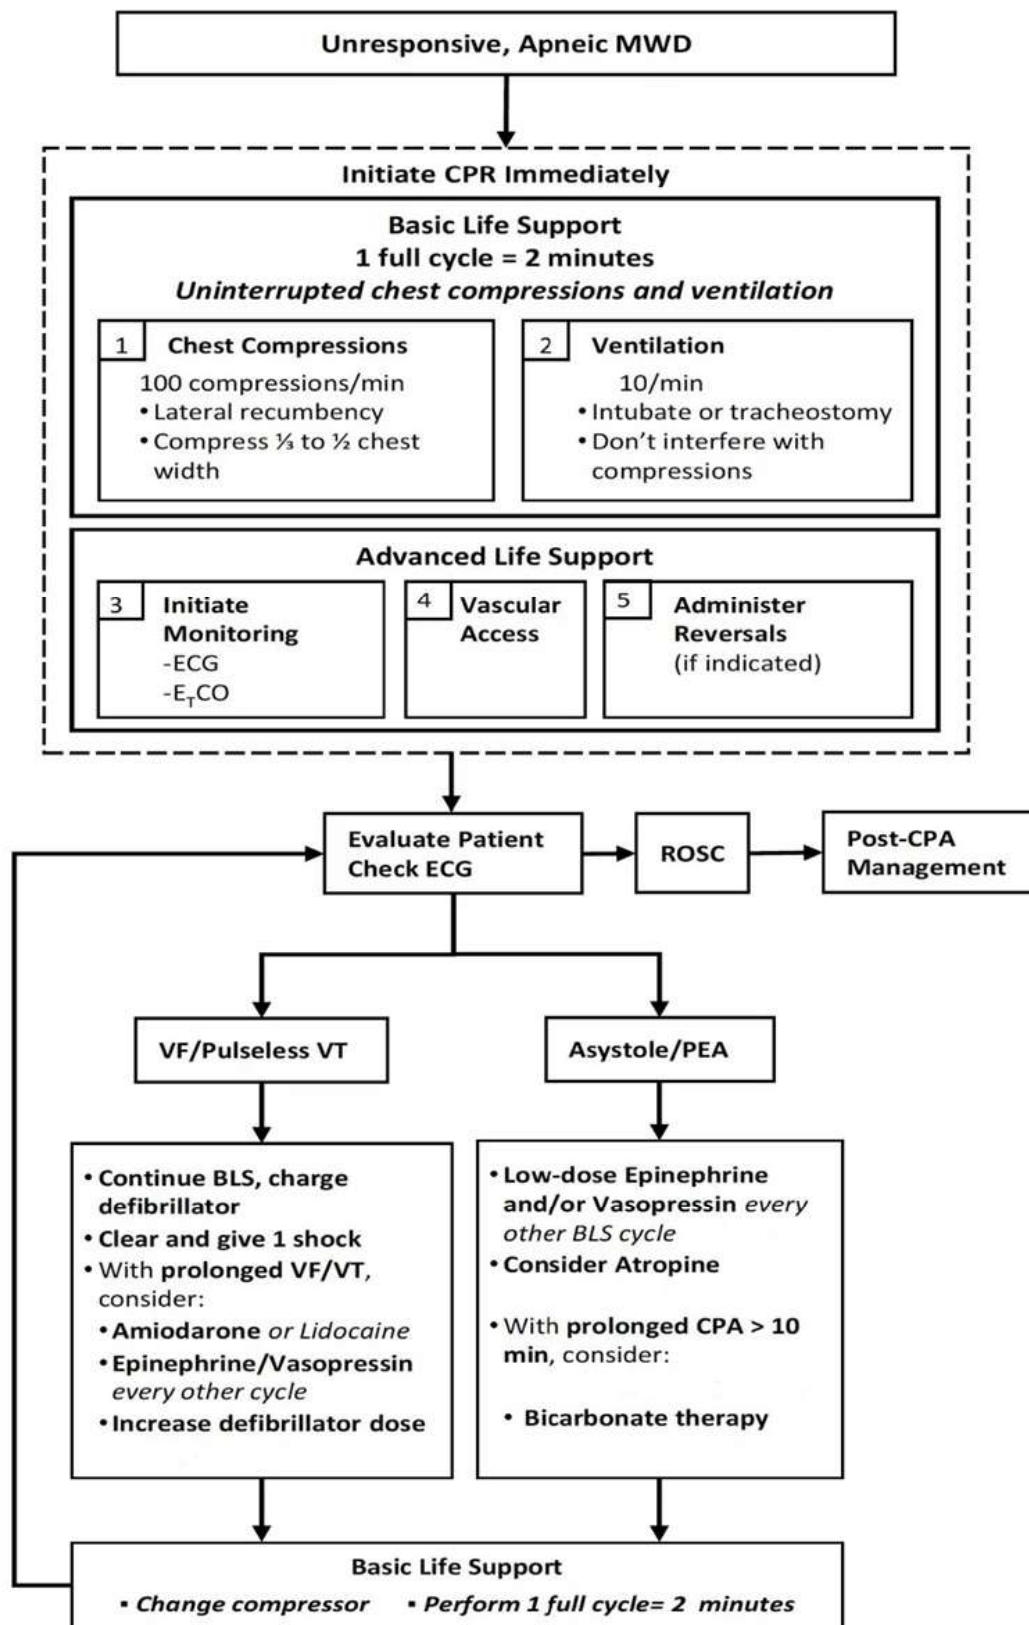 Unresponsive, Apneic MWD
Initiate CPR Immediately
Basic Life Support
1 full cycle = 2 minutes
Uninterrupted chest compressions and ventilation
1 Chest Compressions
100 compressions/min
• Lateral recumbency
• Compress ⅓ to ½ chest
width
2 Ventilation
10/min
• Intubate or tracheostomy
• Don't interfere with
compressions
Advanced Life Support
3 Initiate
Monitoring
-ECG
-ETCO
4 Vascular
Access
5 Administer
Reversals
(if indicated)
Evaluate Patient
Check ECG
ROSC
Post-CPA
Management
VF/Pulseless VT
• Continue BLS, charge
defibrillator
• Clear and give 1 shock
• With prolonged VF/VT,
consider:
• Amiodarone or Lidocaine
• Epinephrine/Vasopressin
every other cycle
• Increase defibrillator dose
Asystole/PEA
• Low-dose Epinephrine
and/or Vasopressin every
other BLS cycle
• Consider Atropine
• With prolonged CPA > 10
min, consider:
• Bicarbonate therapy
Basic Life Support
▪ Change compressor ▪ Perform 1 full cycle= 2 minutes